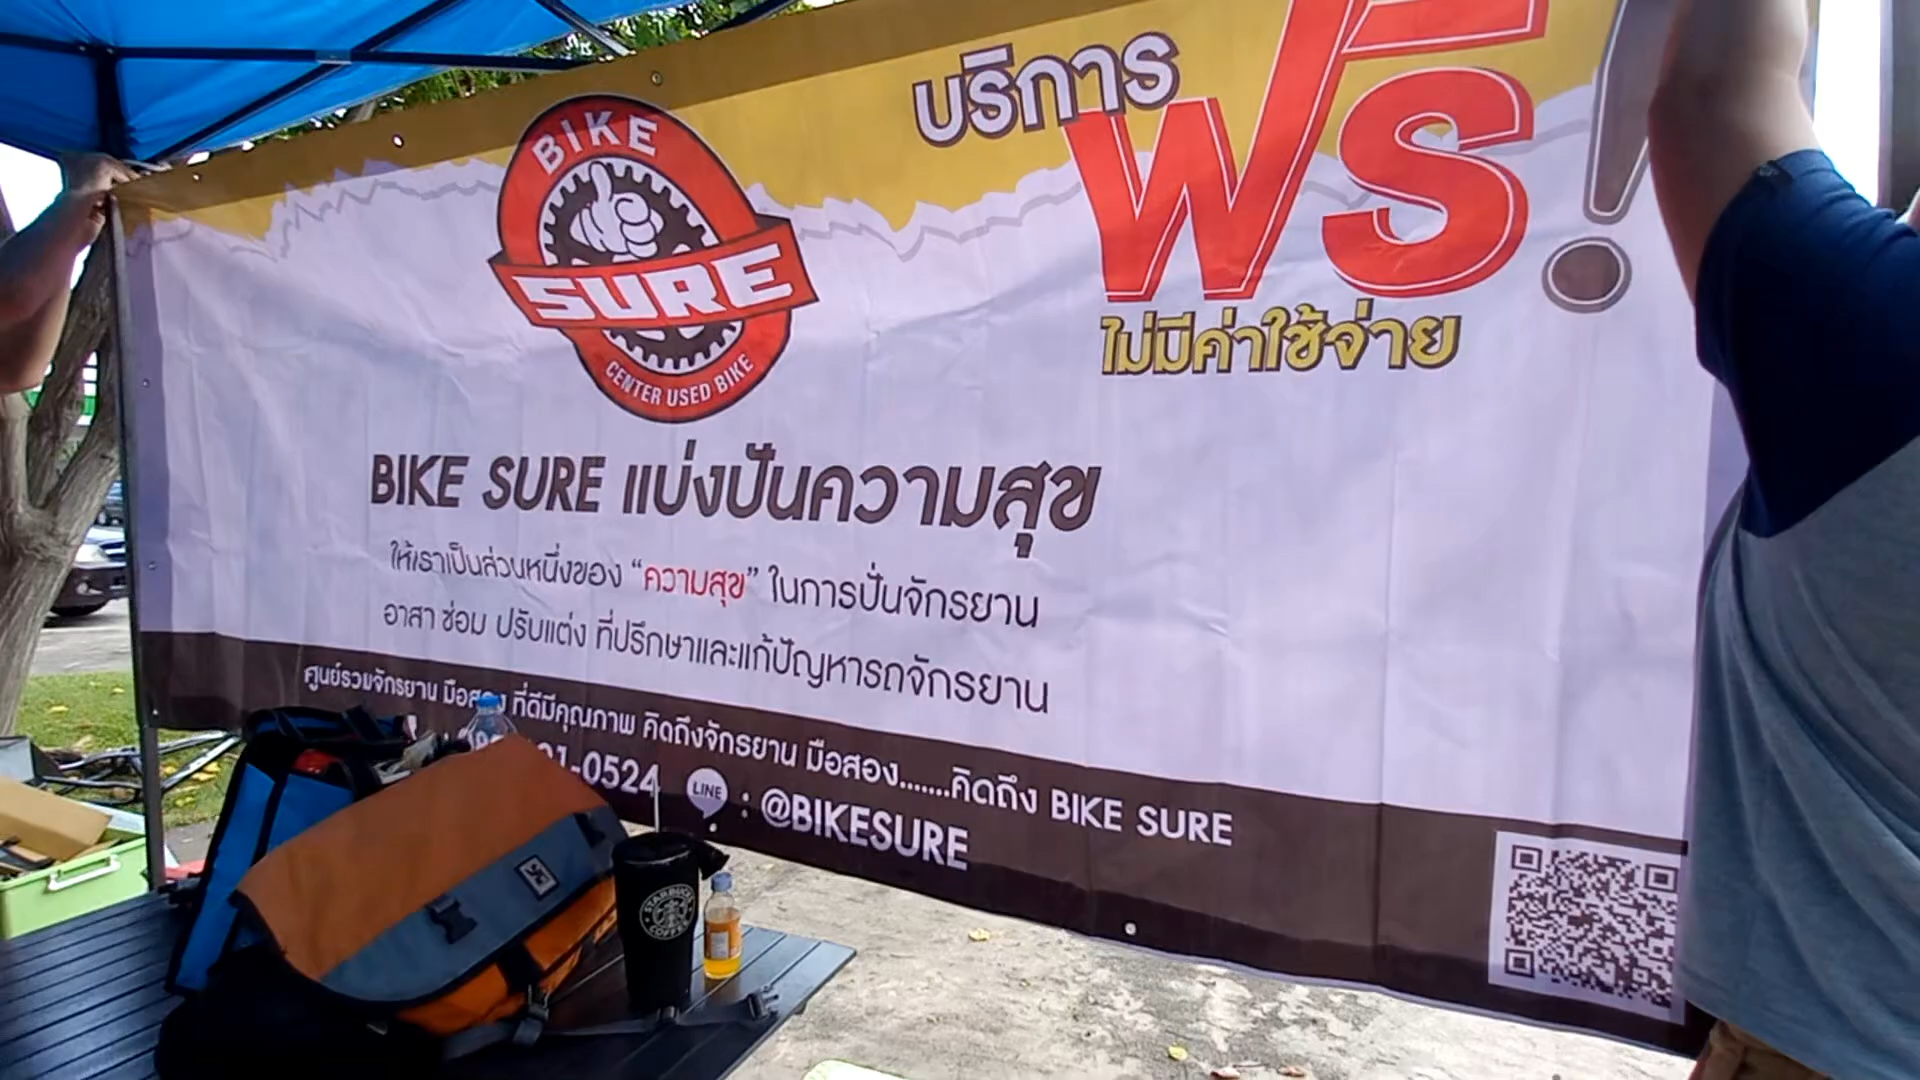 บริการ
ฟรี!
ไม่มีค่าใช้จ่าย
BIKE
SURE
CENTER USED BIKE
BIKE SURE แบ่งปันความสุข
ให้เราเป็นส่วนหนึ่งของ “ความสุข” ในการปั่นจักรยาน
อาสา ซ่อม ปรับแต่ง ที่ปรึกษาและแก้ปัญหารถจักรยาน
ศูนย์รวมจักรยาน มือสอง ที่ดีมีคุณภาพ คิดถึงจักรยาน มือสอง.......คิดถึง BIKE SURE
1-0524 LINE : @BIKESURE
STARBUCKS
COFFEE